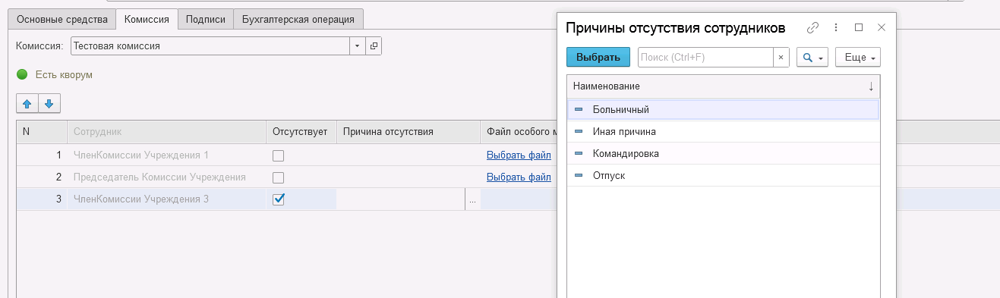 Основные средства Комиссия Подписи Бухгалтерская операция
Комиссия: Тестовая комиссия
Есть кворум
N Сотрудник Отсутствует Причина отсутствия Файл особого м
1 ЧленКомиссии Учреждения 1 Выбрать файл
2 Председатель Комиссии Учреждения Выбрать файл
3 ЧленКомиссии Учреждения 3 ...
Причины отсутствия сотрудников
Выбрать Поиск (Ctrl+F) Еще
Наименование
Больничный
Иная причина
Командировка
Отпуск